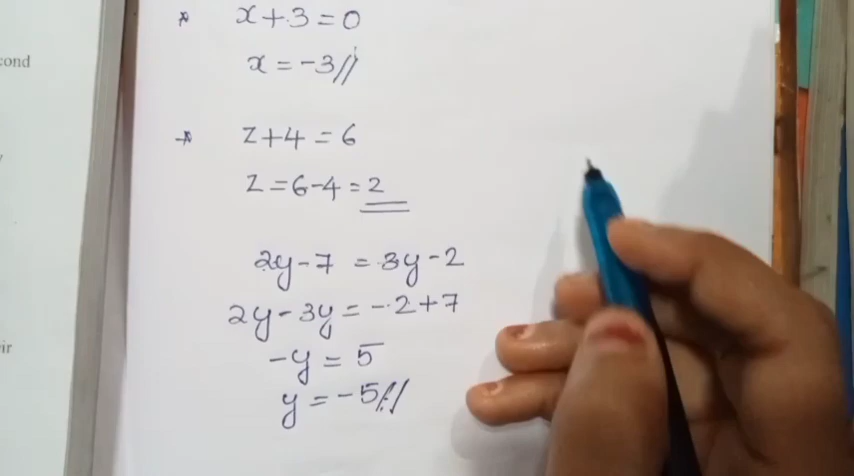 cond
ir
x+3=0
x=-3//
z+4=6
z=6-4=2
2y-7=3y-2
2y-3y=-2+7
-y=5
y=-5//